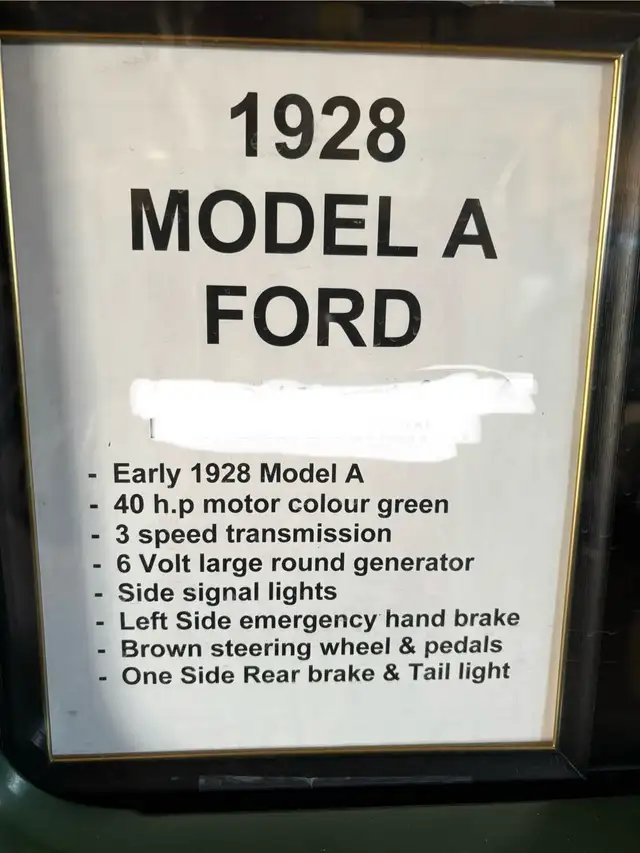 1928
MODEL A
FORD
- Early 1928 Model A
- 40 h.p motor colour green
- 3 speed transmission
- 6 Volt large round generator
- Side signal lights
- Left Side emergency hand brake
- Brown steering wheel & pedals
- One Side Rear brake & Tail light